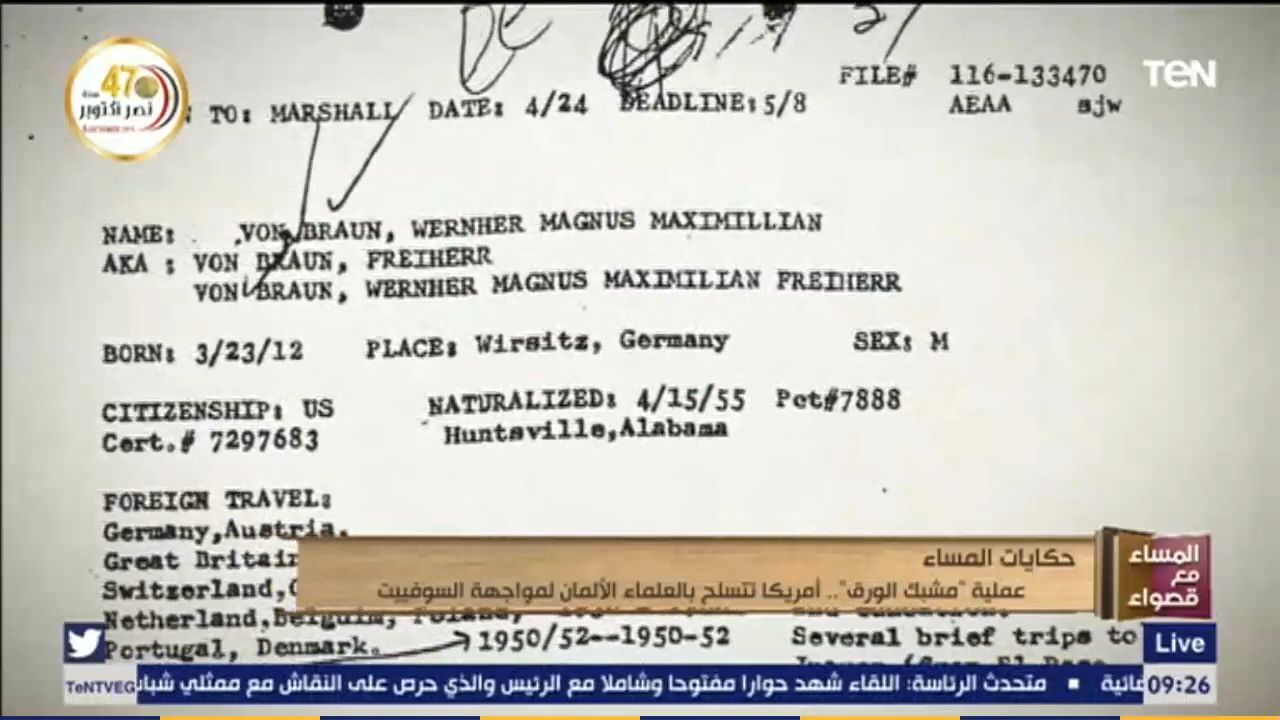 DC
TeN
47
سنة
نصر أكتوبر
FILE# 116-133470
TO: MARSHALL DATE: 4/24 DEADLINE:5/8 AEAA sjw
NAME: VON BRAUN, WERNHER MAGNUS MAXIMILLIAN
AKA : VON BRAUN, FREIHERR
VON BRAUN, WERNHER MAGNUS MAXIMILIAN FREIHERR
BORN: 3/23/12 PLACE: Wirsitz, Germany SEX: M
CITIZENSHIP: US NATURALIZED: 4/15/55 Pet#7888
Cert.# 7297683 Huntsville,Alabama
FOREIGN TRAVEL:
Germany,Austria,
Great Britain
Switzerland,
Netherland,Belguim, Poland,
Portugal, Denmark. 1950/52--1950-52 Several brief trips to
حكايات المساء
عملية "مشبك الورق".. أمريكا تتسلح بالعلماء الألمان لمواجهة السوفييت
المساء
مع
قصواء
Live
09:26
TeNTVEG
متحدث الرئاسة: اللقاء شهد حوارا مفتوحا وشاملا مع الرئيس والذي حرص على النقاش مع ممثلي